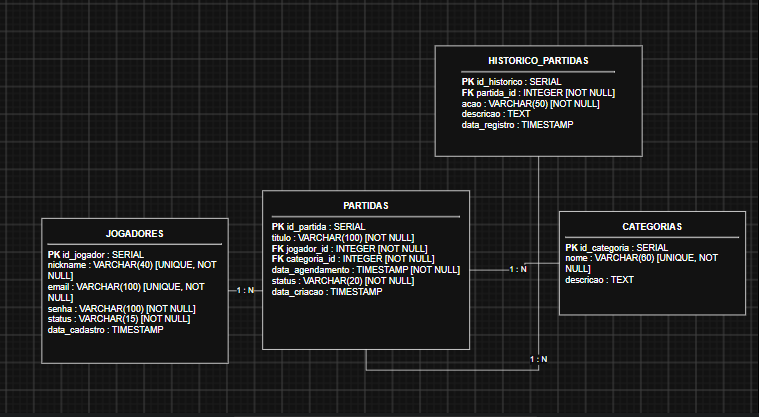 HISTORICO_PARTIDAS
PK id_historico : SERIAL
FK partida_id : INTEGER [NOT NULL]
acao : VARCHAR(50) [NOT NULL]
descricao : TEXT
data_registro : TIMESTAMP
JOGADORES
PK id_jogador : SERIAL
nickname : VARCHAR(40) [UNIQUE, NOT
NULL]
email : VARCHAR(100) [UNIQUE, NOT
NULL]
senha : VARCHAR(100) [NOT NULL]
status : VARCHAR(15) [NOT NULL]
data_cadastro : TIMESTAMP
1 : N
PARTIDAS
PK id_partida : SERIAL
titulo : VARCHAR(100) [NOT NULL]
FK jogador_id : INTEGER [NOT NULL]
FK categoria_id : INTEGER [NOT NULL]
data_agendamento : TIMESTAMP [NOT NULL]
status : VARCHAR(20) [NOT NULL]
data_criacao : TIMESTAMP
1 : N
CATEGORIAS
PK id_categoria : SERIAL
nome : VARCHAR(60) [UNIQUE, NOT
NULL]
descricao : TEXT
1 : N